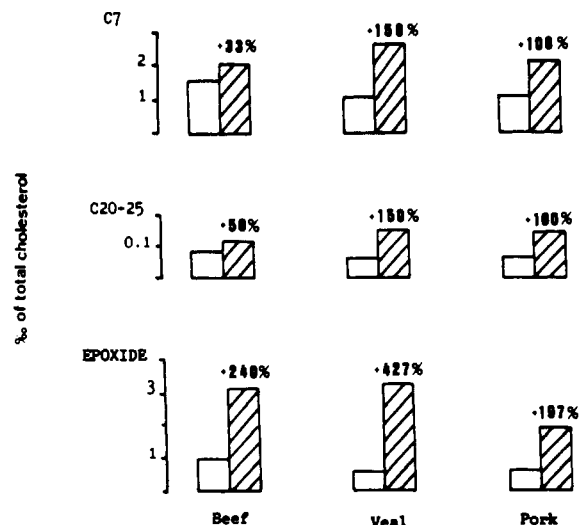 C7
+33% +150% +100%
2
1
C20-25
+50% +150% +100%
0.1
EPOXIDE
+240% +427% +197%
3
1
Beef Veal Pork
‰ of total cholesterol